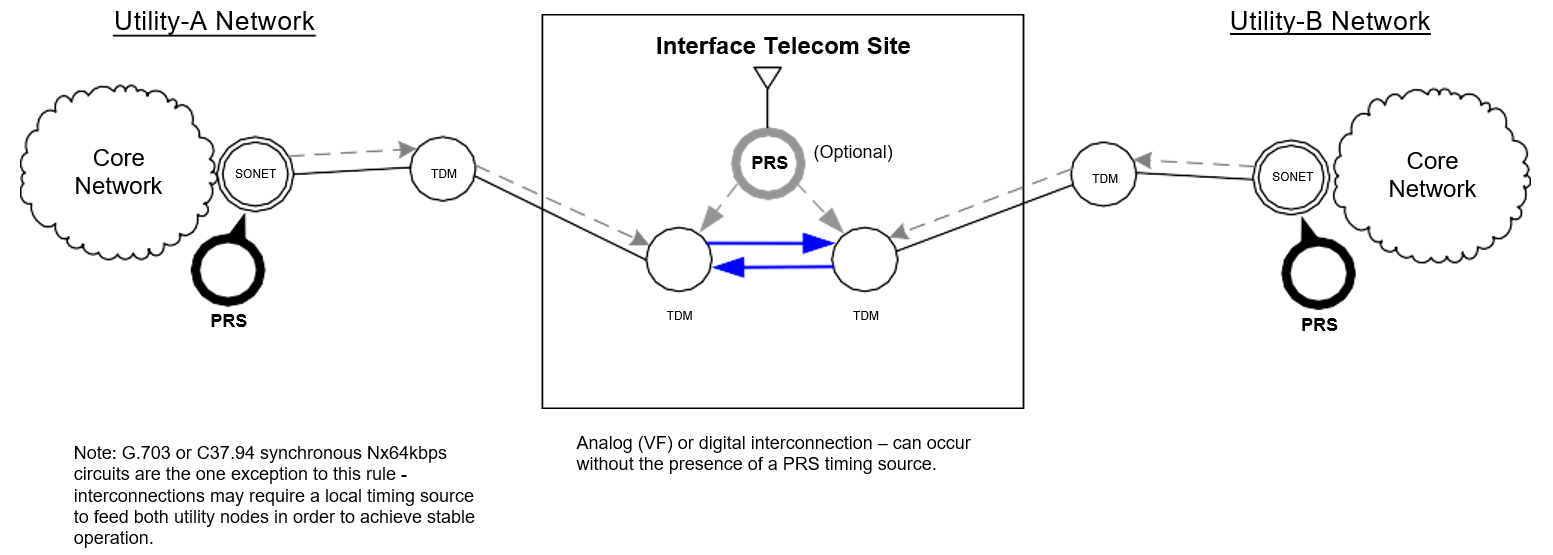 Utility-A Network
Utility-B Network
Interface Telecom Site
Core
Network
SONET
TDM
PRS
PRS
(Optional)
TDM
TDM
TDM
SONET
Core
Network
PRS
Note: G.703 or C37.94 synchronous Nx64kbps
circuits are the one exception to this rule -
interconnections may require a local timing source
to feed both utility nodes in order to achieve stable
operation.
Analog (VF) or digital interconnection – can occur
without the presence of a PRS timing source.